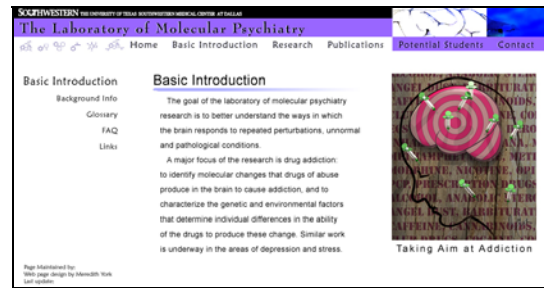 SOUTHWESTERN THE UNIVERSITY OF TEXAS SOUTHWESTERN MEDICAL CENTER AT DALLAS
The Laboratory of Molecular Psychiatry
Home Basic Introduction Research Publications Potential Students Contact
Basic Introduction
Background Info
Glossary
FAQ
Links
Basic Introduction
The goal of the laboratory of molecular psychiatry
research is to better understand the ways in which
the brain responds to repeated perturbations, unnormal
and pathological conditions.
A major focus of the research is drug addiction:
to identify molecular changes that drugs of abuse
produce in the brain to cause addiction, and to
characterize the genetic and environmental factors
that determine individual differences in the ability
of the drugs to produce these change. Similar work
is underway in the areas of depression and stress.
Taking Aim at Addiction
Page Maintained by:
Web page design by Meredith York
Last update: